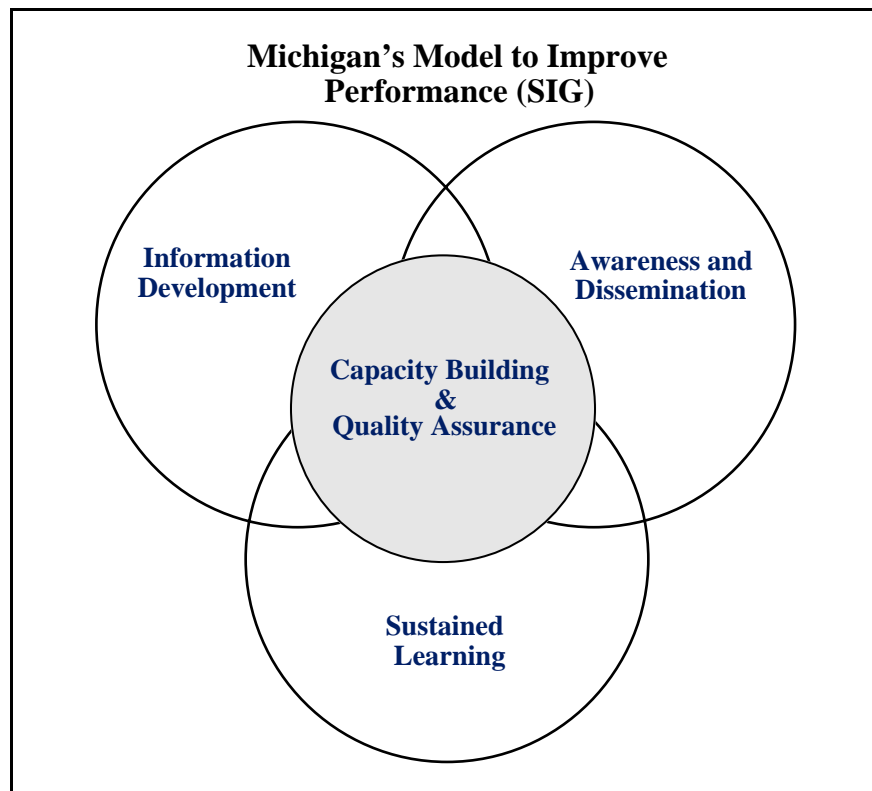 Michigan’s Model to Improve
Performance (SIG)
Information
Development
Awareness and
Dissemination
Capacity Building
&
Quality Assurance
Sustained
Learning